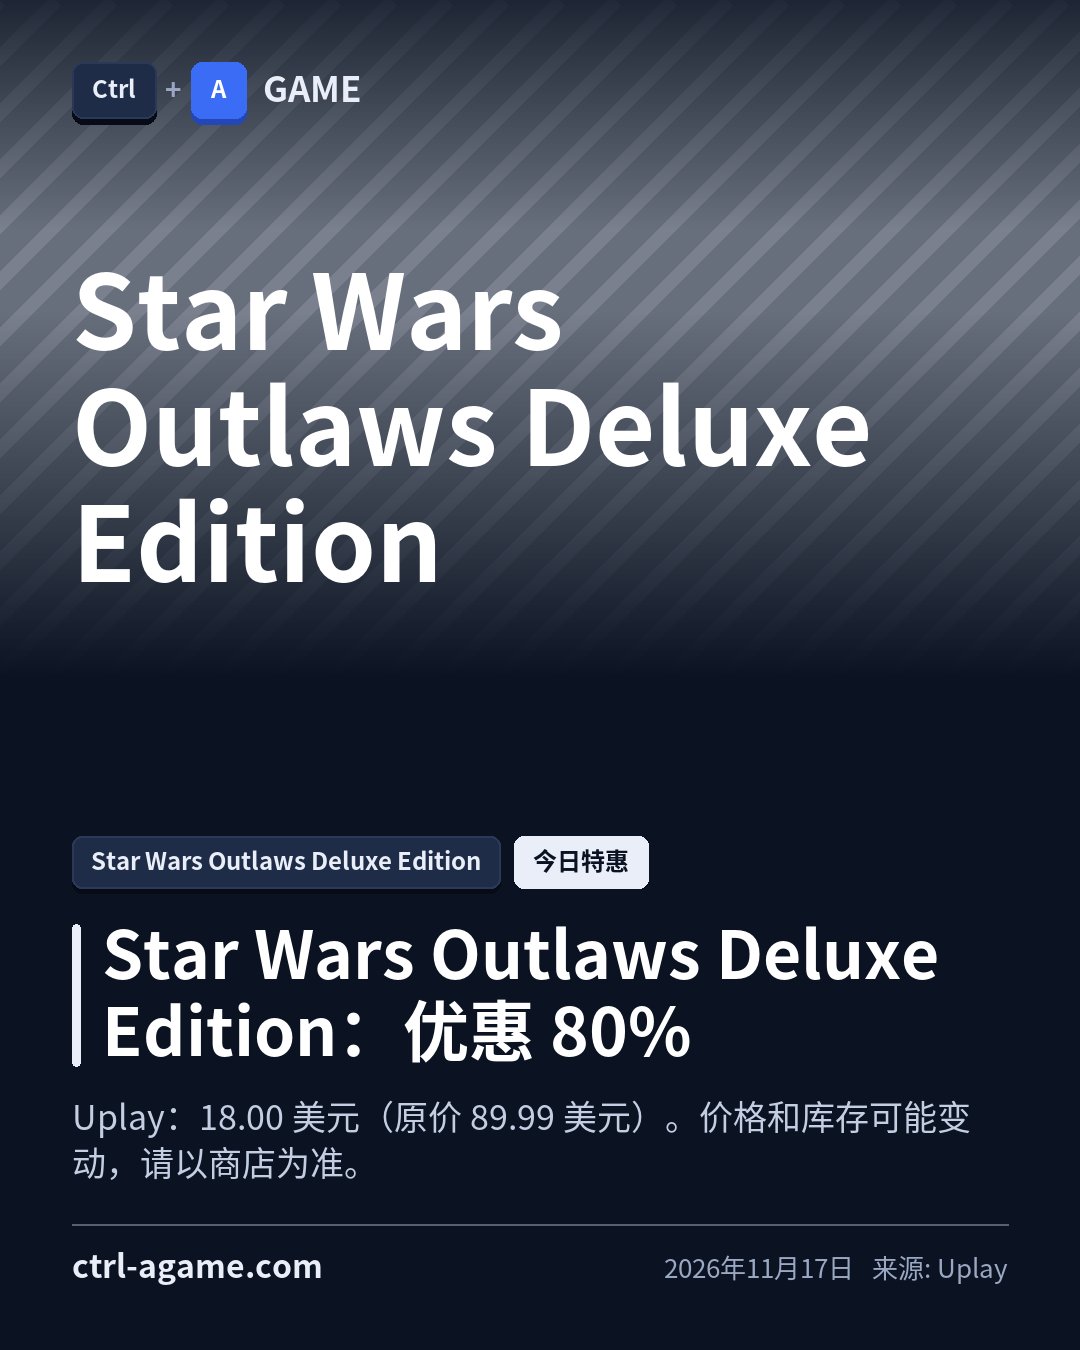 Ctrl + A GAME
Star Wars
Outlaws Deluxe
Edition
Star Wars Outlaws Deluxe Edition 今日特惠
Star Wars Outlaws Deluxe
Edition：优惠 80%
Uplay：18.00 美元（原价 89.99 美元）。价格和库存可能变
动，请以商店为准。
ctrl-agame.com 2026年11月17日 来源: Uplay